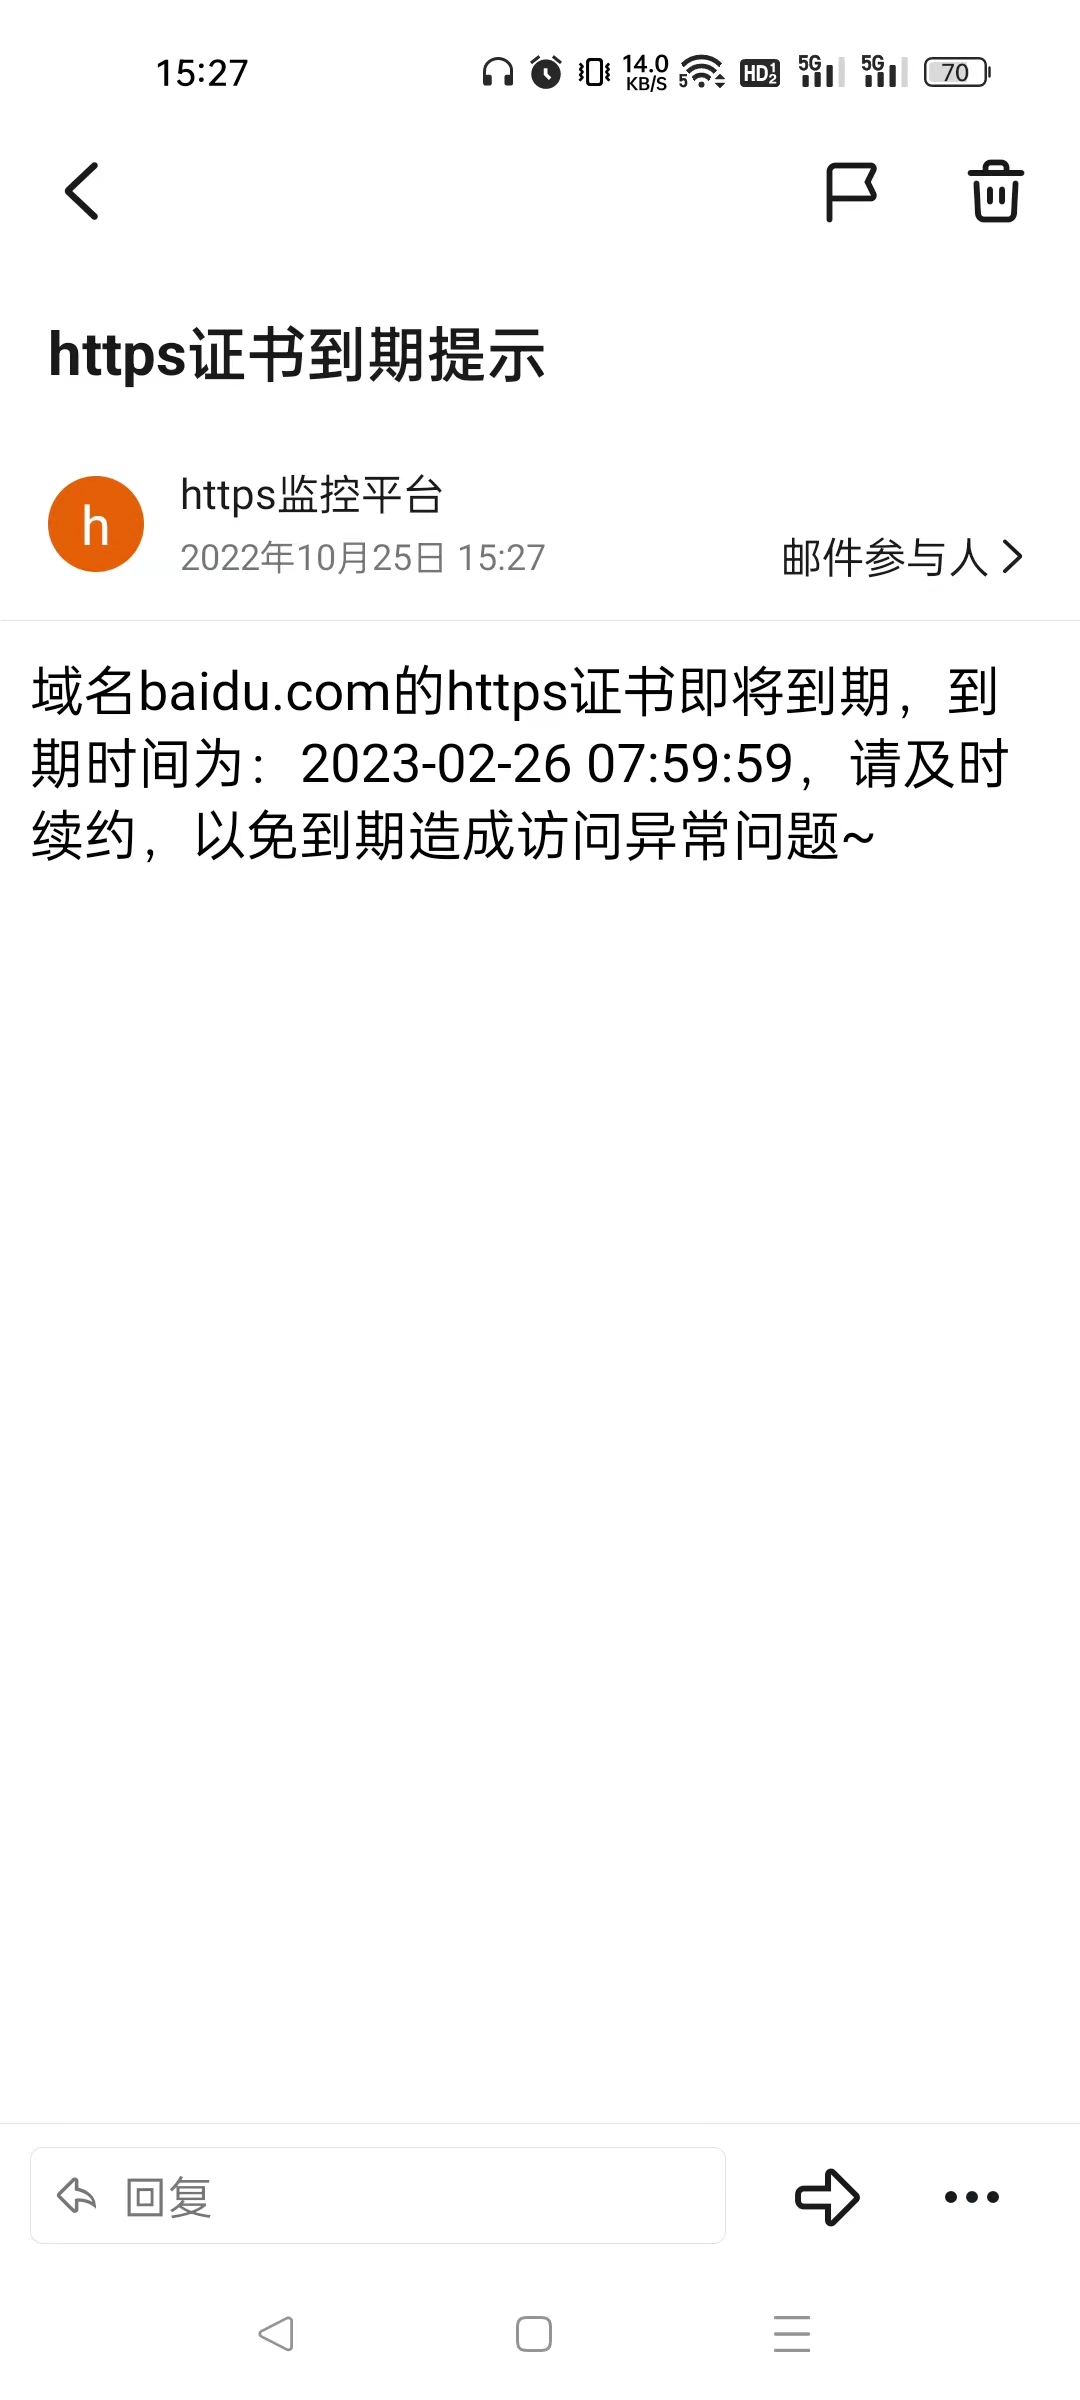 15:27
14.0
KB/S
5
HD 1 2
5G
5G
70
https证书到期提示
h
https监控平台
2022年10月25日 15:27
邮件参与人
域名baidu.com的https证书即将到期，到
期时间为：2023-02-26 07:59:59，请及时
续约，以免到期造成访问异常问题~
回复